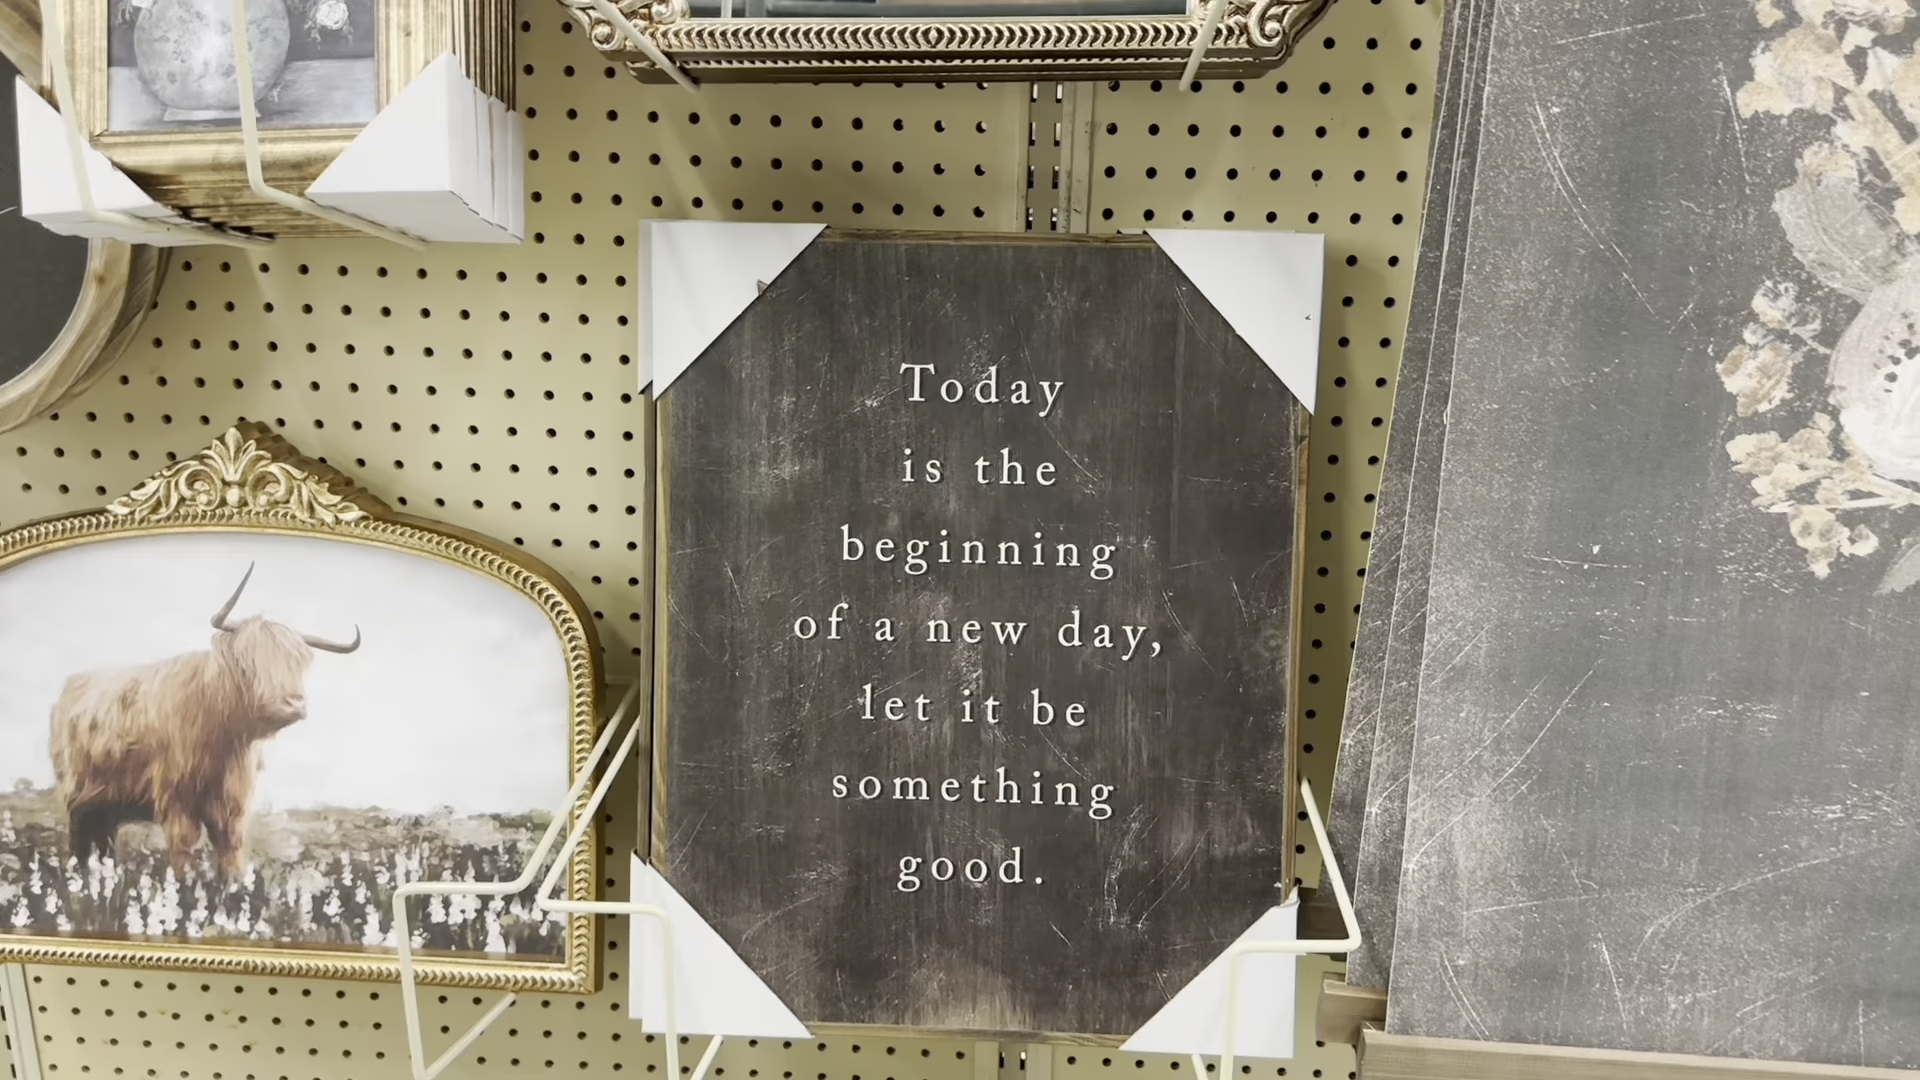 Today
is the
beginning
of a new day,
let it be
something
good.